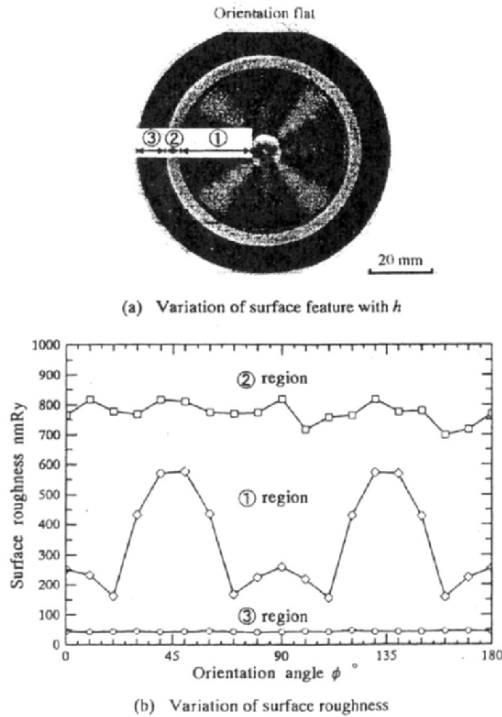 Orientation flat
③ ② ①
20 mm
(a) Variation of surface feature with h
1000
900
② region
800
700
600
Surface roughness nmRy
500
① region
400
300
200
③ region
100
0
0 45 90 135 180
Orientation angle ϕ °
(b) Variation of surface roughness